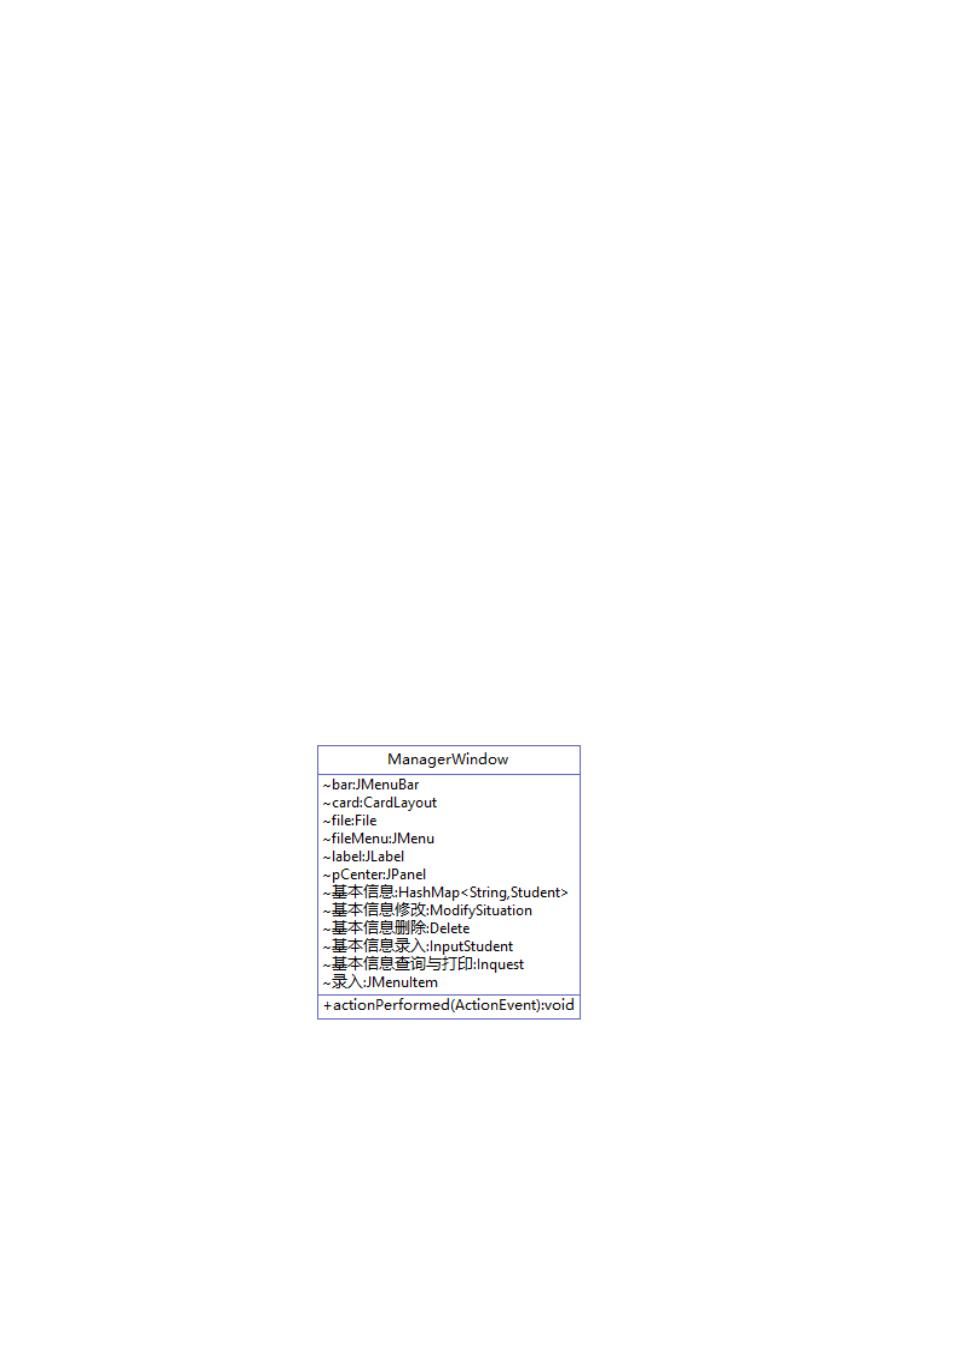 ManagerWindow
~bar:JMenuBar
~card:CardLayout
~file:File
~fileMenu:JMenu
~label:JLabel
~pCenter:JPanel
~基本信息:HashMap<String,Student>
~基本信息修改:ModifySituation
~基本信息删除:Delete
~基本信息录入:InputStudent
~基本信息查询与打印:Inquest
~录入:JMenuItem
+actionPerformed(ActionEvent):void